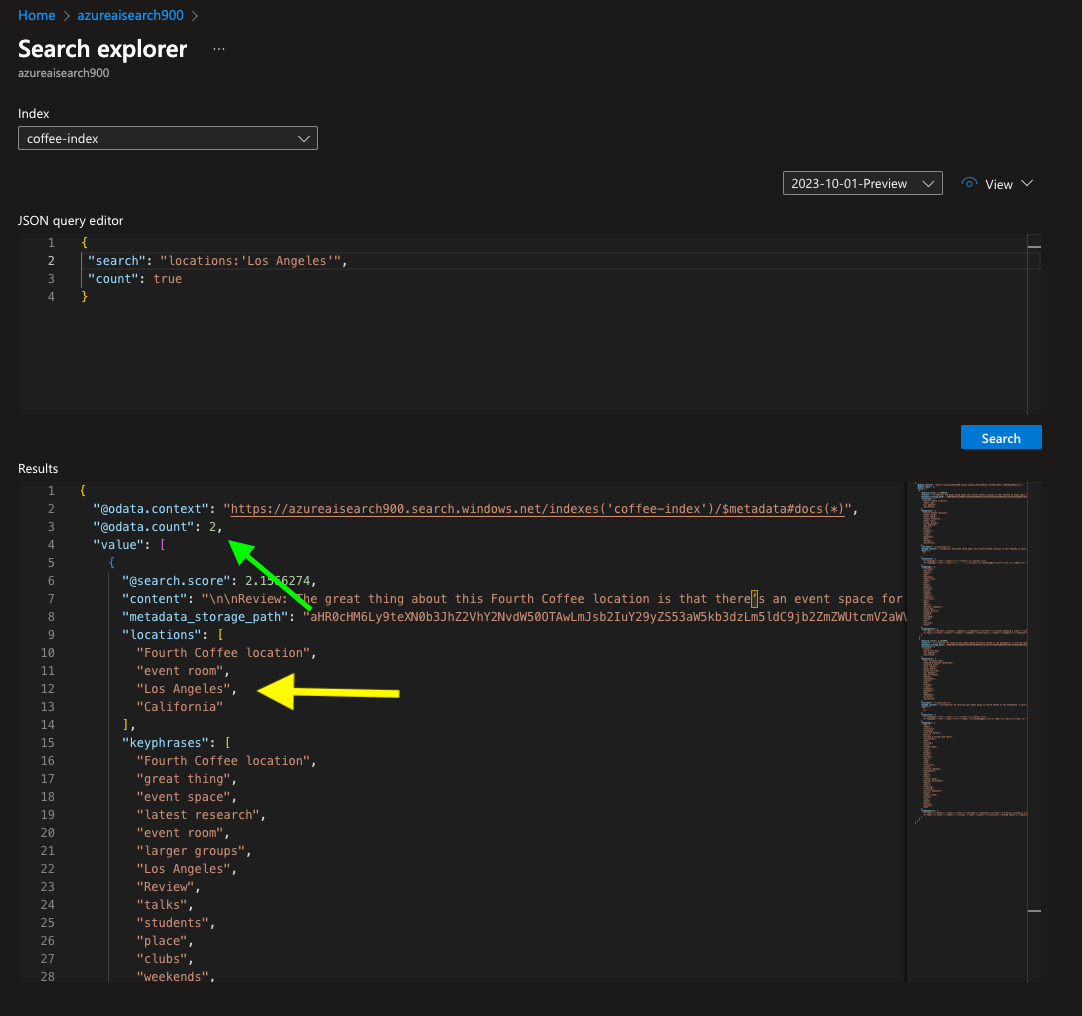 Home > azureaisearch900 >
Search explorer ...
azureaisearch900
Index
coffee-index
2023-10-01-Preview View
JSON query editor
1 {
2 "search": "locations:'Los Angeles'",
3 "count": true
4 }
Search
Results
1 {
2 "@odata.context": "https://azureaisearch900.search.windows.net/indexes('coffee-index')/$metadata#docs(*)",
3 "@odata.count": 2,
4 "value": [
5 {
6 "@search.score": 2.1566274,
7 "content": "\n\nReview: The great thing about this Fourth Coffee location is that there's an event space for
8 "metadata_storage_path":
9 "locations": [
10 "Fourth Coffee location",
11 "event room",
12 "Los Angeles",
13 "California"
14 ],
15 "keyphrases": [
16 "Fourth Coffee location",
17 "great thing",
18 "event space",
19 "latest research",
20 "event room",
21 "larger groups",
22 "Los Angeles",
23 "Review",
24 "talks",
25 "students",
26 "place",
27 "clubs",
28 "weekends",